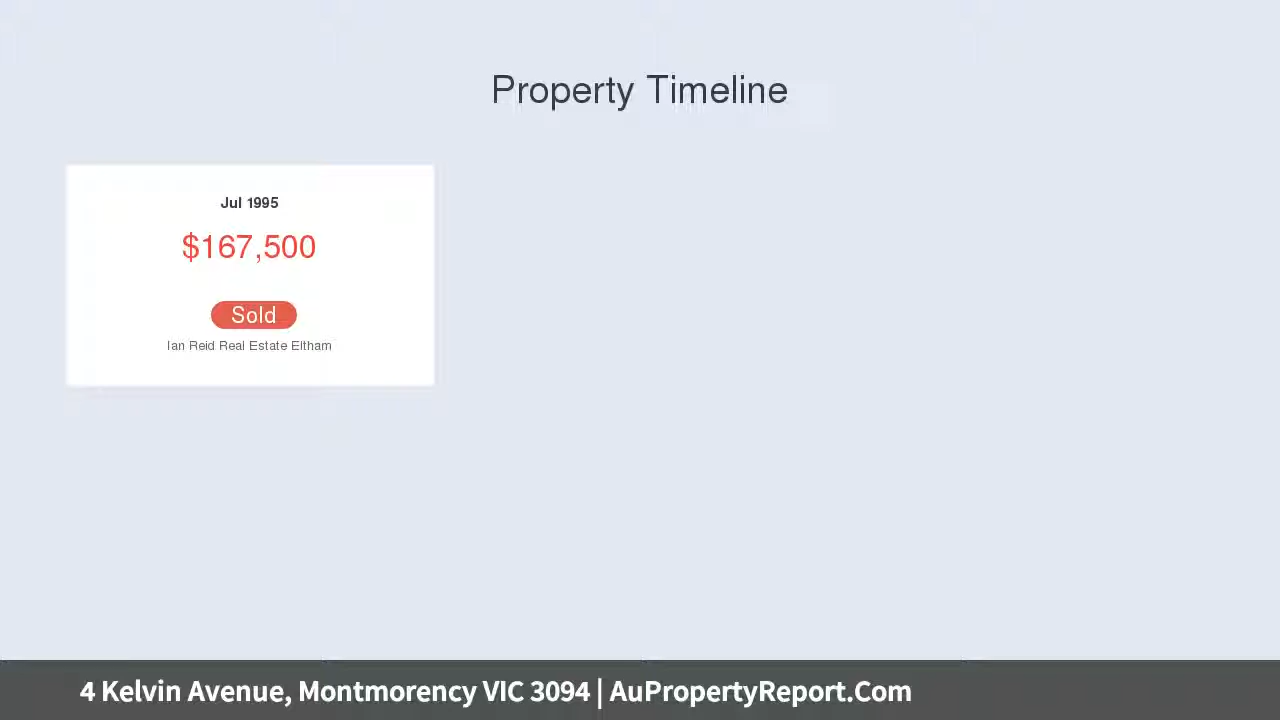 Property Timeline
Jul 1995
$167,500
Sold
Ian Reid Real Estate Eltham
4 Kelvin Avenue, Montmorency VIC 3094 | AuPropertyReport.Com